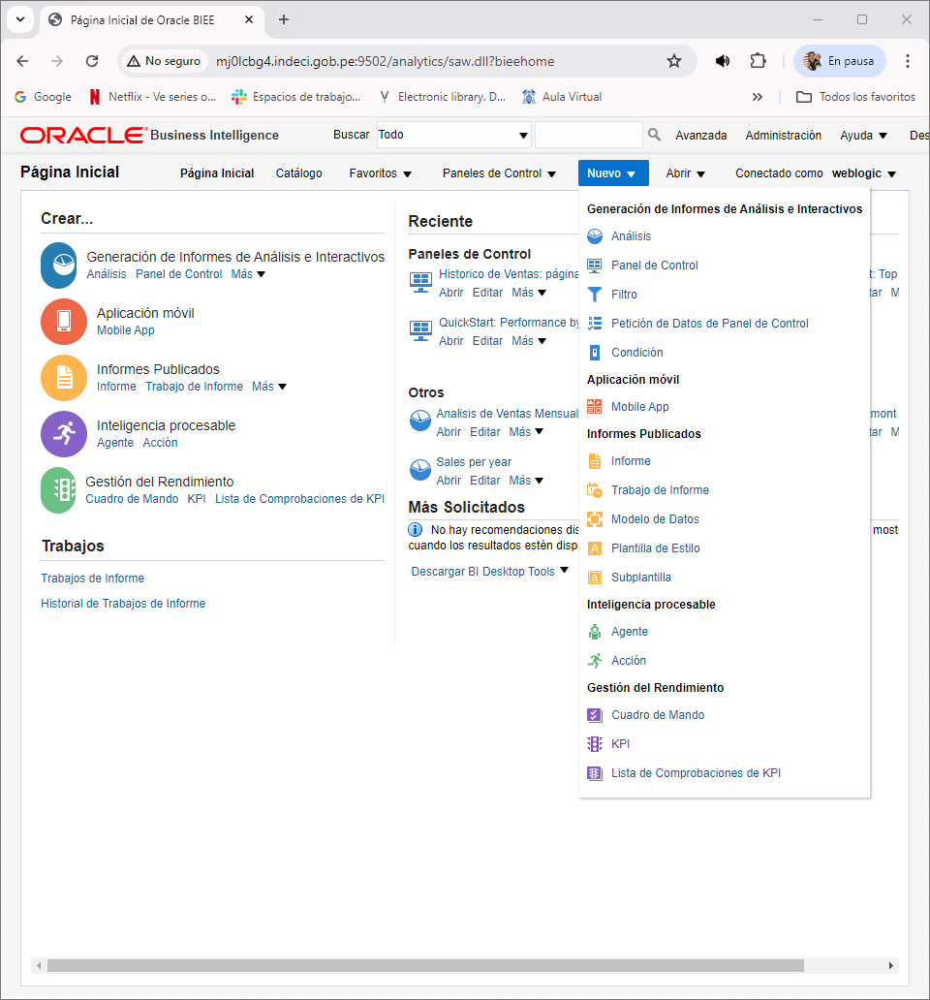 Página Inicial de Oracle BIEE
No seguro mj0lcbg4.indeci.gob.pe:9502/analytics/saw.dll?bieehome En pausa
Google Netflix - Ve series o... Espacios de trabajo... Electronic library. D... Aula Virtual Todos los favoritos
ORACLE Business Intelligence Buscar Todo Avanzada Administración Ayuda Des
Página Inicial Página Inicial Catálogo Favoritos Paneles de Control Nuevo Abrir Conectado como weblogic
Crear...
Generación de Informes de Análisis e Interactivos
Análisis Panel de Control Más
Aplicación móvil
Mobile App
Informes Publicados
Informe Trabajo de Informe Más
Inteligencia procesable
Agente Acción
Gestión del Rendimiento
Cuadro de Mando KPI Lista de Comprobaciones de KPI
Trabajos
Trabajos de Informe
Historial de Trabajos de Informe
Reciente
Paneles de Control
Historico de Ventas: página t: Top
Abrir Editar Más tar M
QuickStart: Performance by
Abrir Editar Más
Otros
Analisis de Ventas Mensual mont
Abrir Editar Más tar M
Sales per year
Abrir Editar Más
Más Solicitados
No hay recomendaciones dis most
cuando los resultados estén dispo
Descargar BI Desktop Tools
Generación de Informes de Análisis e Interactivos
Análisis
Panel de Control
Filtro
Petición de Datos de Panel de Control
Condición
Aplicación móvil
Mobile App
Informes Publicados
Informe
Trabajo de Informe
Modelo de Datos
Plantilla de Estilo
Subplantilla
Inteligencia procesable
Agente
Acción
Gestión del Rendimiento
Cuadro de Mando
KPI
Lista de Comprobaciones de KPI